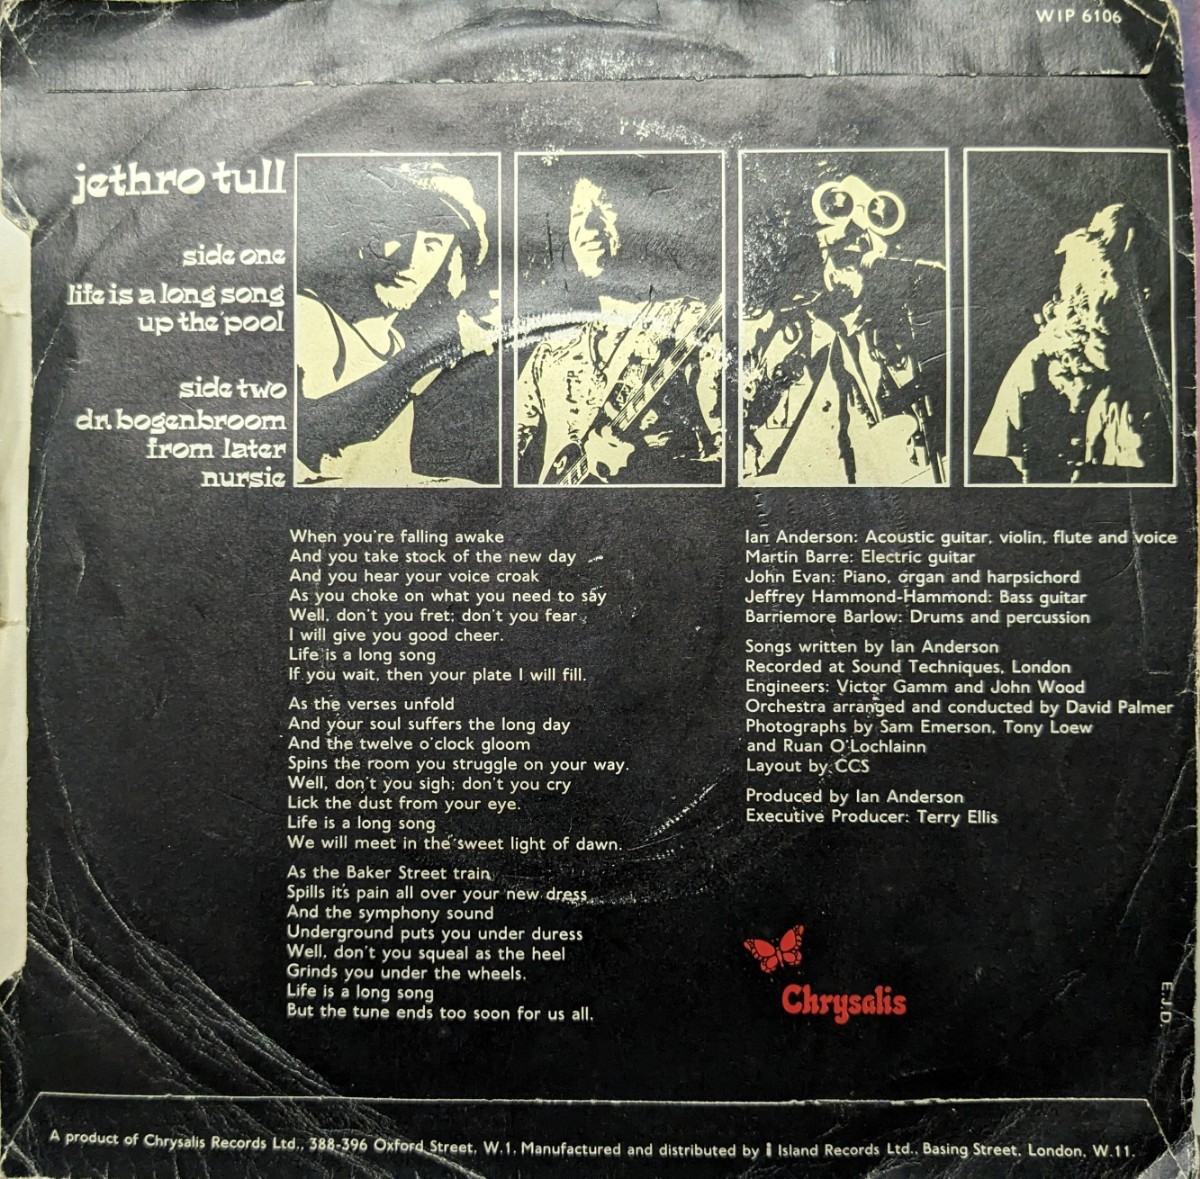 WIP 6106
jethro tull
side one
life is a long song
up the pool
side two
dr. bogenbroom
from later
nursie
When you're falling awake
And you take stock of the new day
And you hear your voice croak
As you choke on what you need to say
Well, don't you fret; don't you fear
I will give you good cheer.
Life is a long song
If you wait, then your plate I will fill.
As the verses unfold
And your soul suffers the long day
And the twelve o'clock gloom
Spins the room you struggle on your way.
Well, don't you sigh; don't you cry
Lick the dust from your eye.
Life is a long song
We will meet in the sweet light of dawn.
As the Baker Street train
Spills it's pain all over your new dress
And the symphony sound
Underground puts you under duress
Well, don't you squeal as the heel
Grinds you under the wheels.
Life is a long song
But the tune ends too soon for us all.
Ian Anderson: Acoustic guitar, violin, flute and voice
Martin Barre: Electric guitar
John Evan: Piano, organ and harpsichord
Jeffrey Hammond-Hammond: Bass guitar
Barriemore Barlow: Drums and percussion
Songs written by Ian Anderson
Recorded at Sound Techniques, London
Engineers: Victor Gamm and John Wood
Orchestra arranged and conducted by David Palmer
Photographs by Sam Emerson, Tony Loew
and Ruan O'Lochlainn
Layout by CCS
Produced by Ian Anderson
Executive Producer: Terry Ellis
Chrysalis
E.J.D.
A product of Chrysalis Records Ltd., 388-396 Oxford Street, W.1. Manufactured and distributed by i Island Records Ltd., Basing Street, London, W.11.